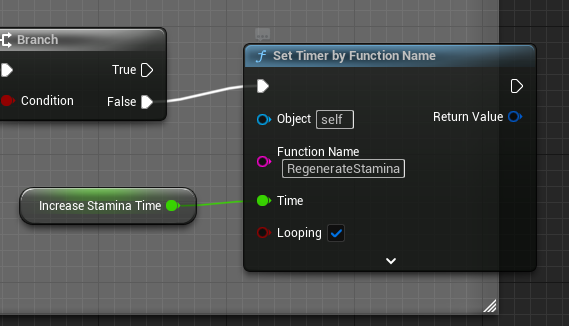 Branch
True
Condition
False
Increase Stamina Time
f Set Timer by Function Name
Object self
Return Value
Function Name
RegenerateStamina
Time
Looping